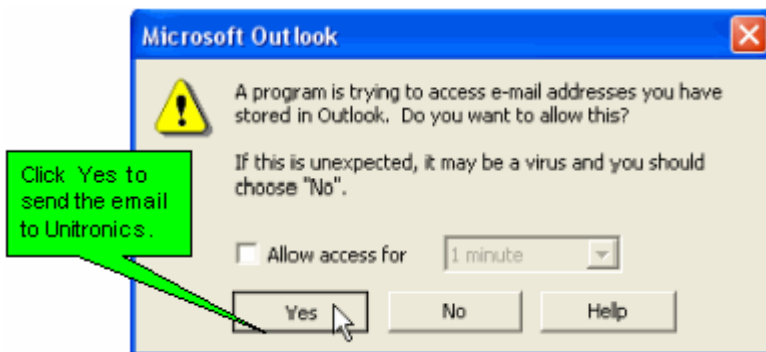 Microsoft Outlook
A program is trying to access e-mail addresses you have
stored in Outlook. Do you want to allow this?
If this is unexpected, it may be a virus and you should
choose "No".
Click Yes to
send the email
to Unitronics.
Allow access for
1 minute
Yes
No
Help